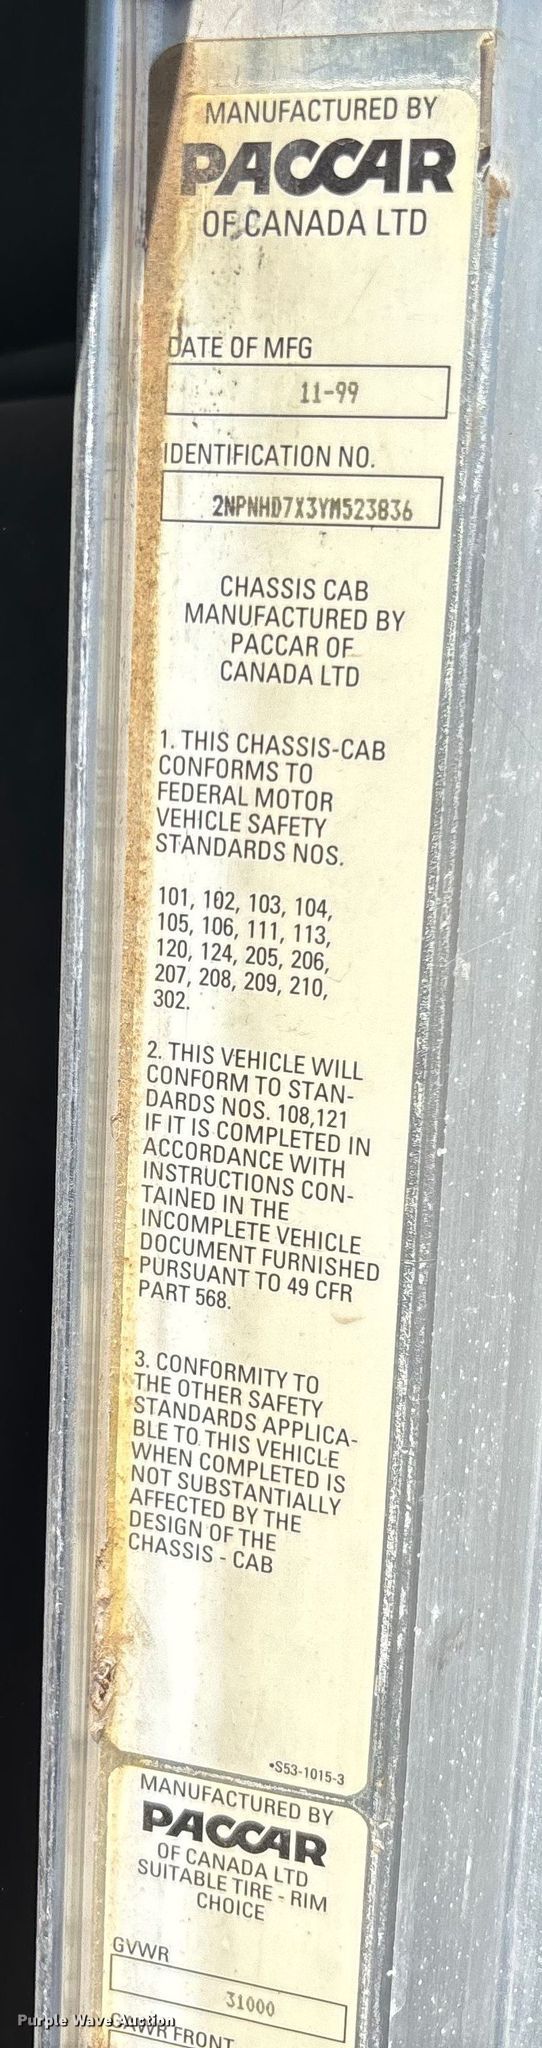 MANUFACTURED BY
PACCAR
OF CANADA LTD
DATE OF MFG
11-99
IDENTIFICATION NO.
2NPNHD7X3YM523836
CHASSIS CAB
MANUFACTURED BY
PACCAR OF
CANADA LTD
1. THIS CHASSIS-CAB
CONFORMS TO
FEDERAL MOTOR
VEHICLE SAFETY
STANDARDS NOS.
101, 102, 103, 104,
105, 106, 111, 113,
120, 124, 205, 206,
207, 208, 209, 210,
302.
2. THIS VEHICLE WILL
CONFORM TO STAN-
DARDS NOS. 108,121
IF IT IS COMPLETED IN
ACCORDANCE WITH
INSTRUCTIONS CON-
TAINED IN THE
INCOMPLETE VEHICLE
DOCUMENT FURNISHED
PURSUANT TO 49 CFR
PART 568.
3. CONFORMITY TO
THE OTHER SAFETY
STANDARDS APPLICA-
BLE TO THIS VEHICLE
WHEN COMPLETED IS
NOT SUBSTANTIALLY
AFFECTED BY THE
DESIGN OF THE
CHASSIS - CAB
•S53-1015-3
MANUFACTURED BY
PACCAR
OF CANADA LTD
SUITABLE TIRE - RIM
CHOICE
GVWR
31000
GAWR FRONT
Purple Wave Auction